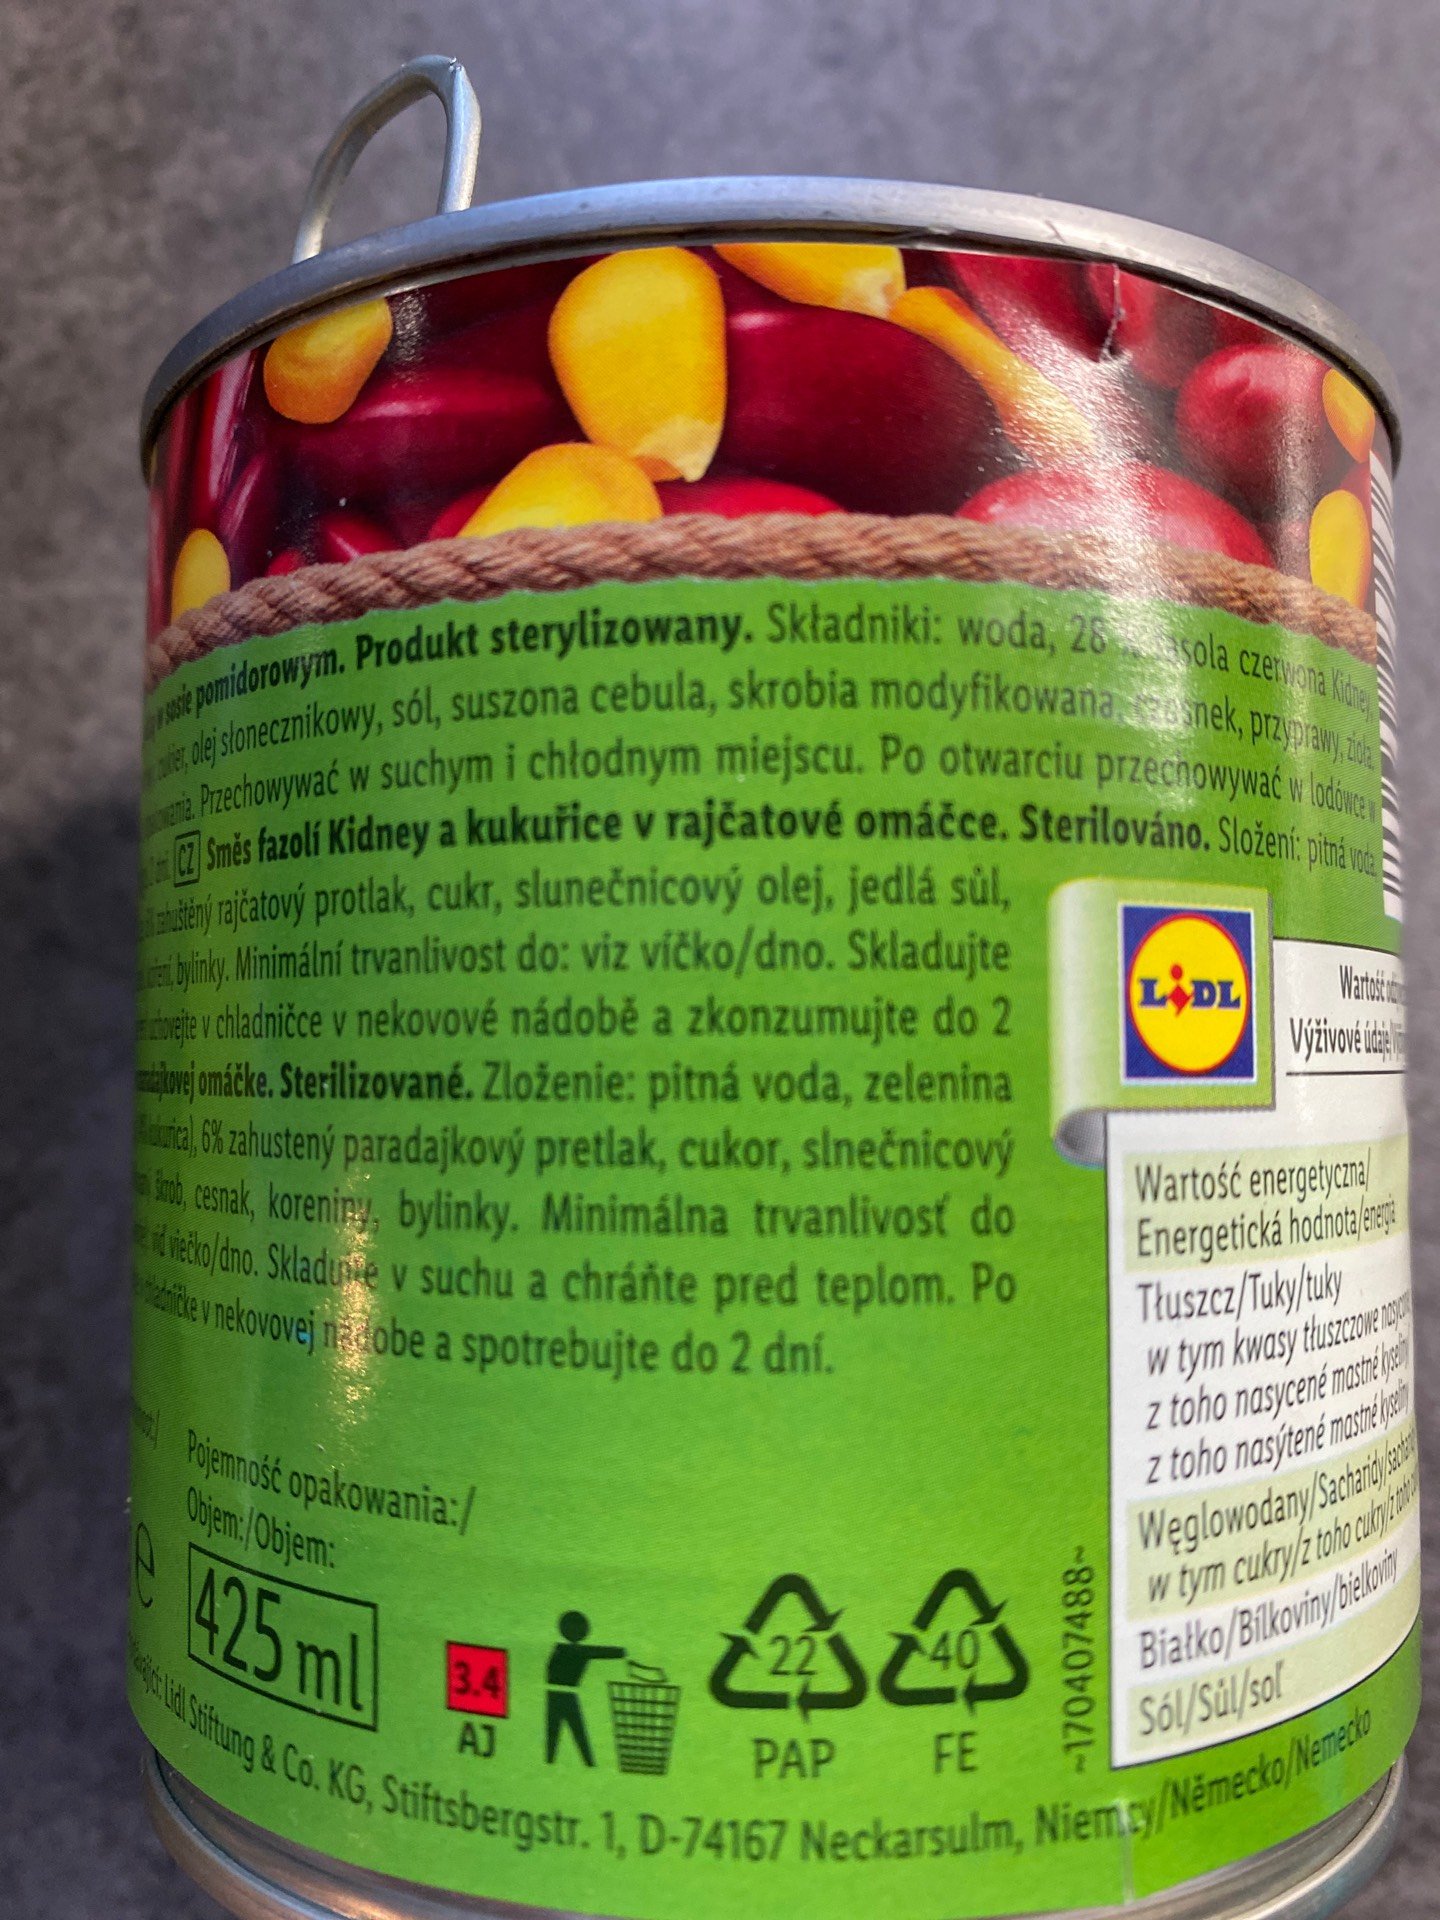 w sosie pomidorowym. Produkt sterylizowany. Składniki: woda, 28 % fasola czerwona Kidney,
cukier, olej słonecznikowy, sól, suszona cebula, skrobia modyfikowana, czosnek, przyprawy, zioła.
Przechowywać w suchym i chłodnym miejscu. Po otwarciu przechowywać w lodówce w
CZ Směs fazolí Kidney a kukuřice v rajčatové omáčce. Sterilováno. Složení: pitná voda,
zahuštěný rajčatový protlak, cukr, slunečnicový olej, jedlá sůl,
koření, bylinky. Minimální trvanlivost do: viz víčko/dno. Skladujte
uchovejte v chladničce v nekovové nádobě a zkonzumujte do 2
omáčke. Sterilizované. Zloženie: pitná voda, zelenina
6% zahustený paradajkový pretlak, cukor, slnečnicový
škrob, cesnak, koreniny, bylinky. Minimálna trvanlivosť do
viď viečko/dno. Skladujte v suchu a chráňte pred teplom. Po
v nekovovej nádobe a spotrebujte do 2 dní.
LIDL
Výživové údaje/
Wartość energetyczna/
Energetická hodnota/energia
Tłuszcz/Tuky/tuky
w tym kwasy tłuszczowe
z toho nasycené mastné kyseliny
z toho nasýtené mastné kyseliny
Węglowodany/Sacharidy/
w tym cukry/z toho cukry/z toho
Białko/Bílkoviny/bielkoviny
Sól/Sůl/soľ
Pojemność opakowania:/
Objem:/Objem:
e
425 ml
3.4
AJ
22
PAP
40
FE
~170407488~
Lidl Stiftung & Co. KG, Stiftsbergstr. 1, D-74167 Neckarsulm, Niemcy/Německo/Nemecko